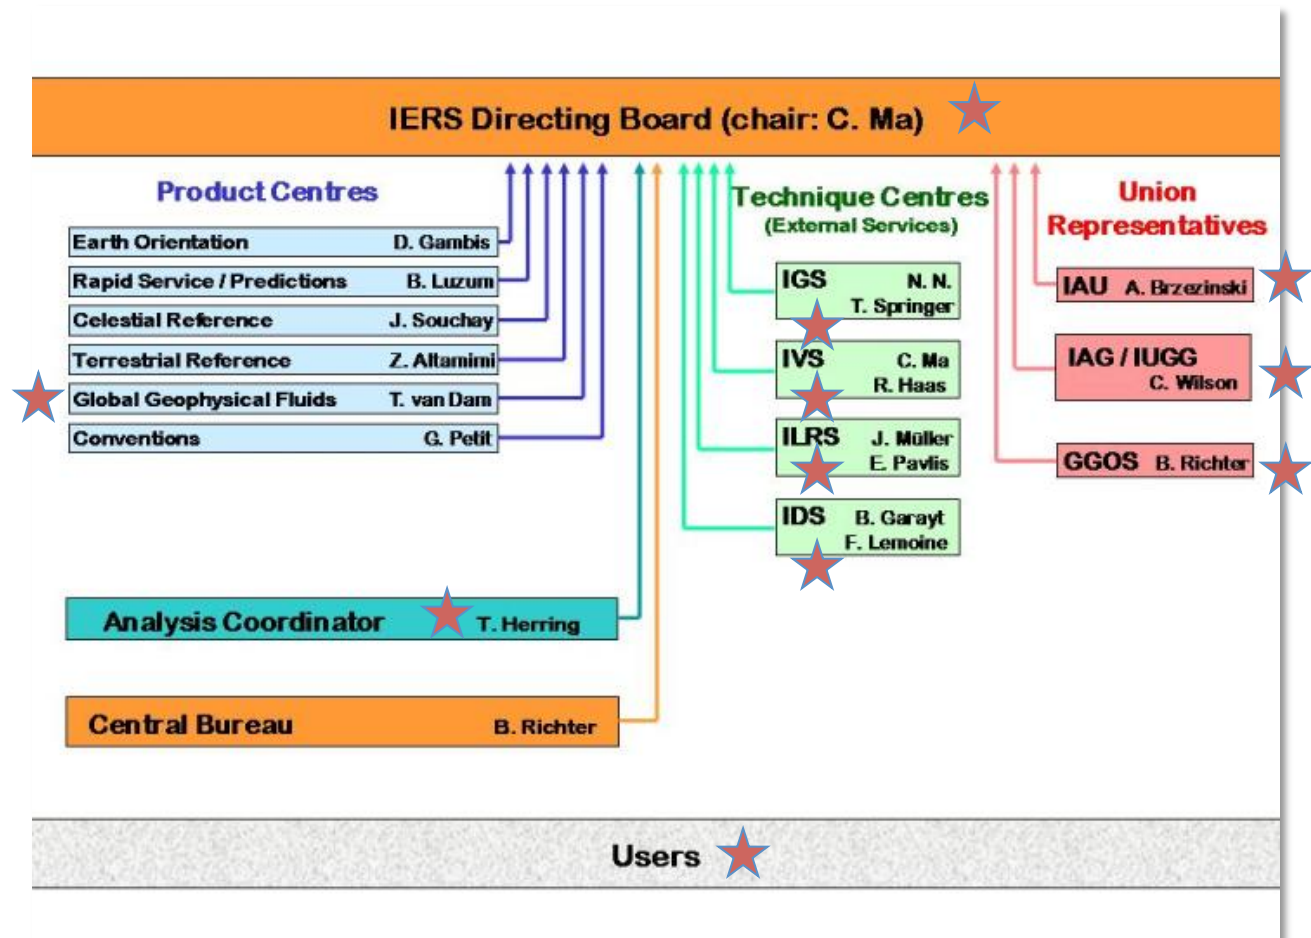 IERS Directing Board (chair: C. Ma)
Product Centres
Earth Orientation D. Gambis
Rapid Service / Predictions B. Luzum
Celestial Reference J. Souchay
Terrestrial Reference Z. Altamimi
Global Geophysical Fluids T. van Dam
Conventions G. Petit
Technique Centres
(External Services)
IGS N. N.
T. Springer
IVS C. Ma
R. Haas
ILRS J. Müller
E. Pavlis
IDS B. Garayt
F. Lemoine
Union
Representatives
IAU A. Brzezinski
IAG / IUGG
C. Wilson
GGOS B. Richter
Analysis Coordinator T. Herring
Central Bureau B. Richter
Users